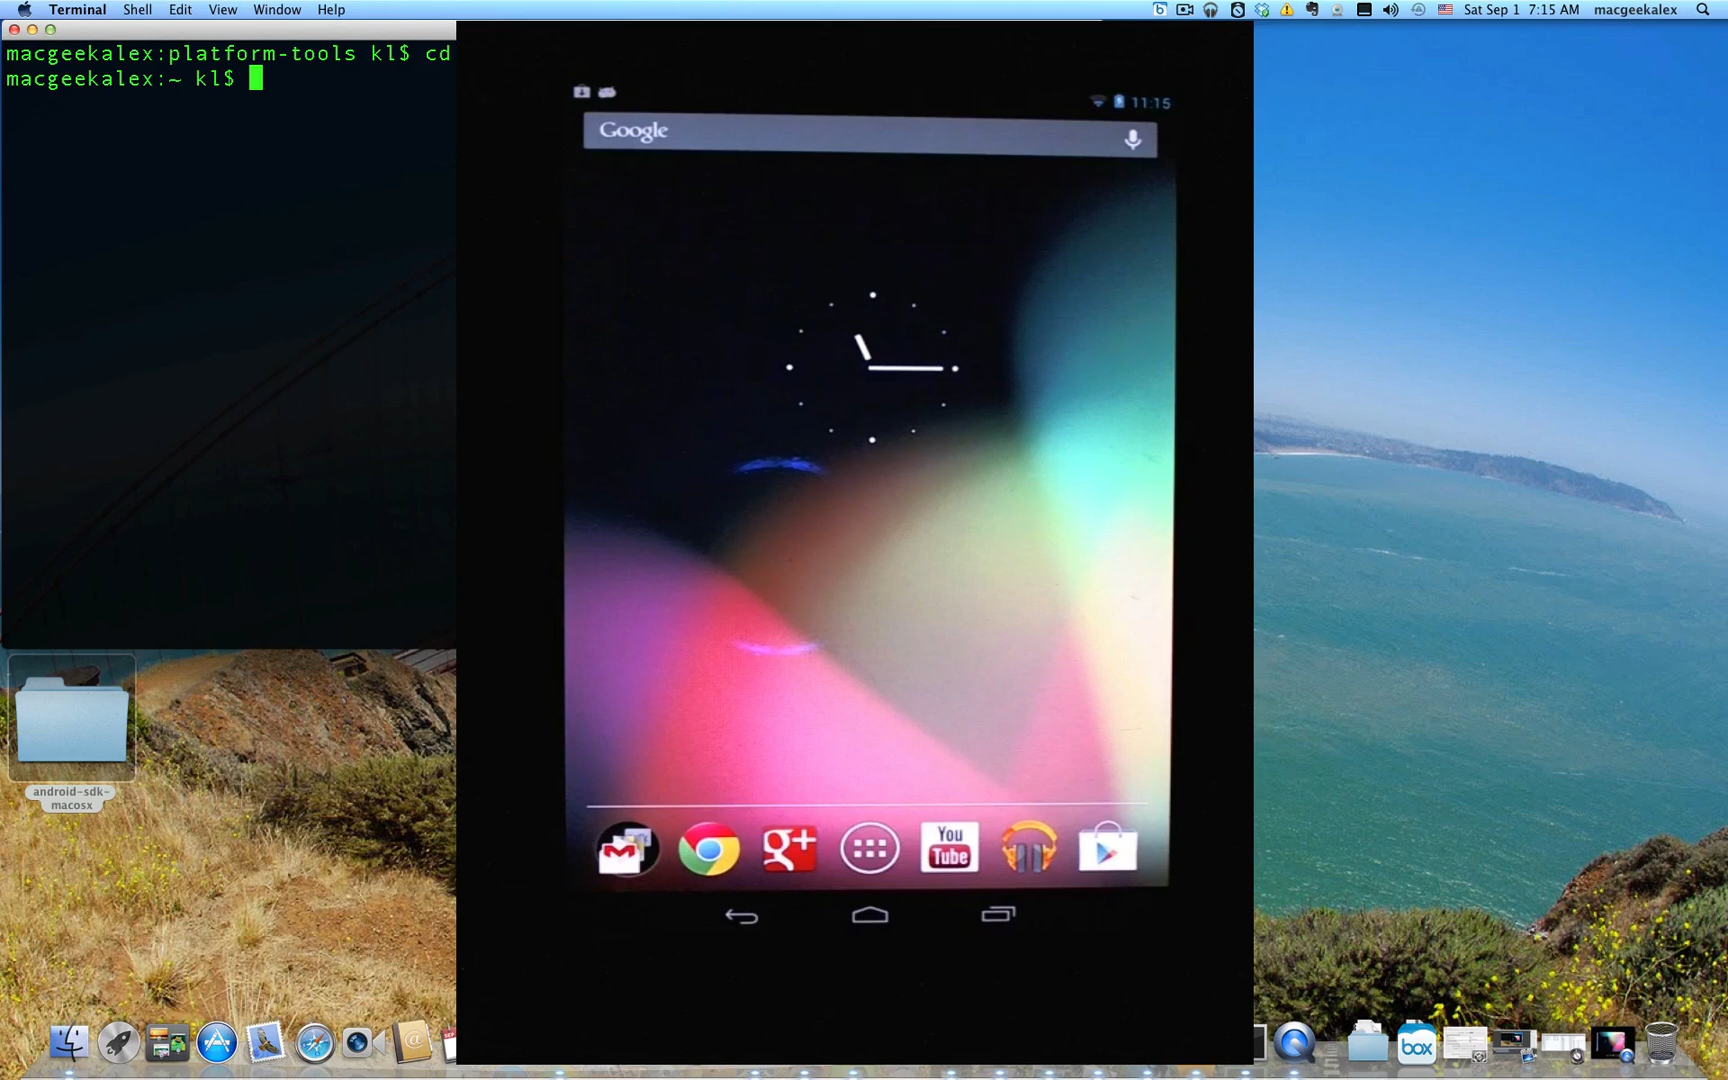 Terminal Shell Edit View Window Help
Sat Sep 1 7:15 AM macgeekalex
macgeekalex:platform-tools kl$ cd
macgeekalex:~ kl$
11:15
Google
g+
You
Tube
android-sdk-
macosx
box